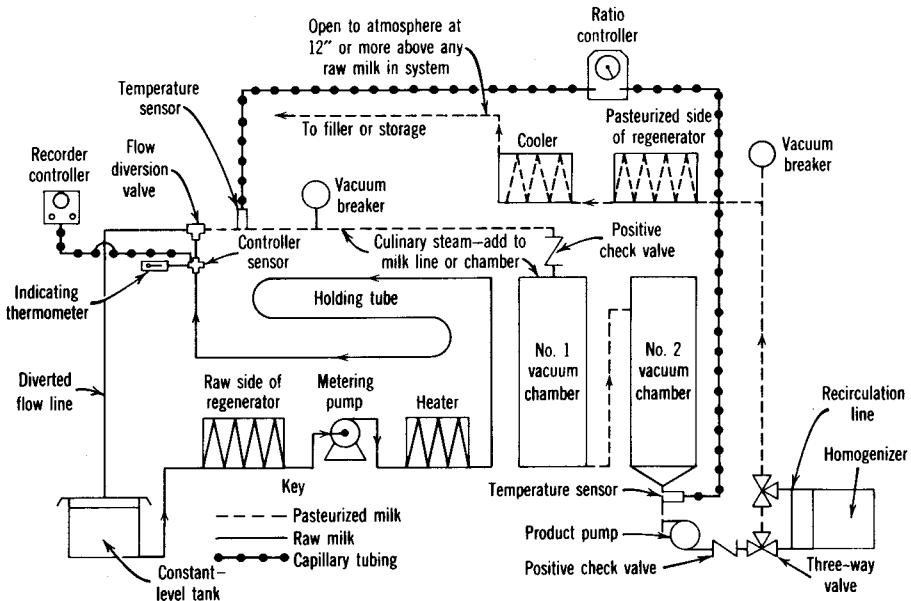 Ratio
controller
Open to atmosphere at
12" or more above any
raw milk in system
Temperature
sensor
To filler or storage
Pasteurized side
of regenerator
Cooler
Flow
diversion
valve
Recorder
controller
Vacuum
breaker
Vacuum
breaker
Culinary steam—add to
milk line or chamber
Positive
check valve
Controller
sensor
Indicating
thermometer
Holding tube
No. 1
vacuum
chamber
No. 2
vacuum
chamber
Diverted
flow line
Raw side of
regenerator
Metering
pump
Heater
Recirculation
line
Homogenizer
Key
Temperature sensor
Pasteurized milk
Raw milk
Capillary tubing
Product pump
Positive check valve
Three-way
valve
Constant-
level tank